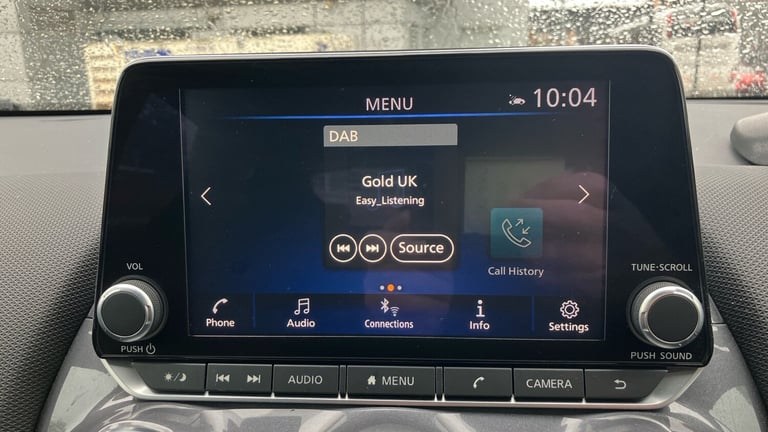 MENU
10:04
DAB
Gold UK
Easy_Listening
Source
Call History
VOL
TUNE·SCROLL
Phone
Audio
Connections
Info
Settings
PUSH
PUSH SOUND
AUDIO
MENU
CAMERA